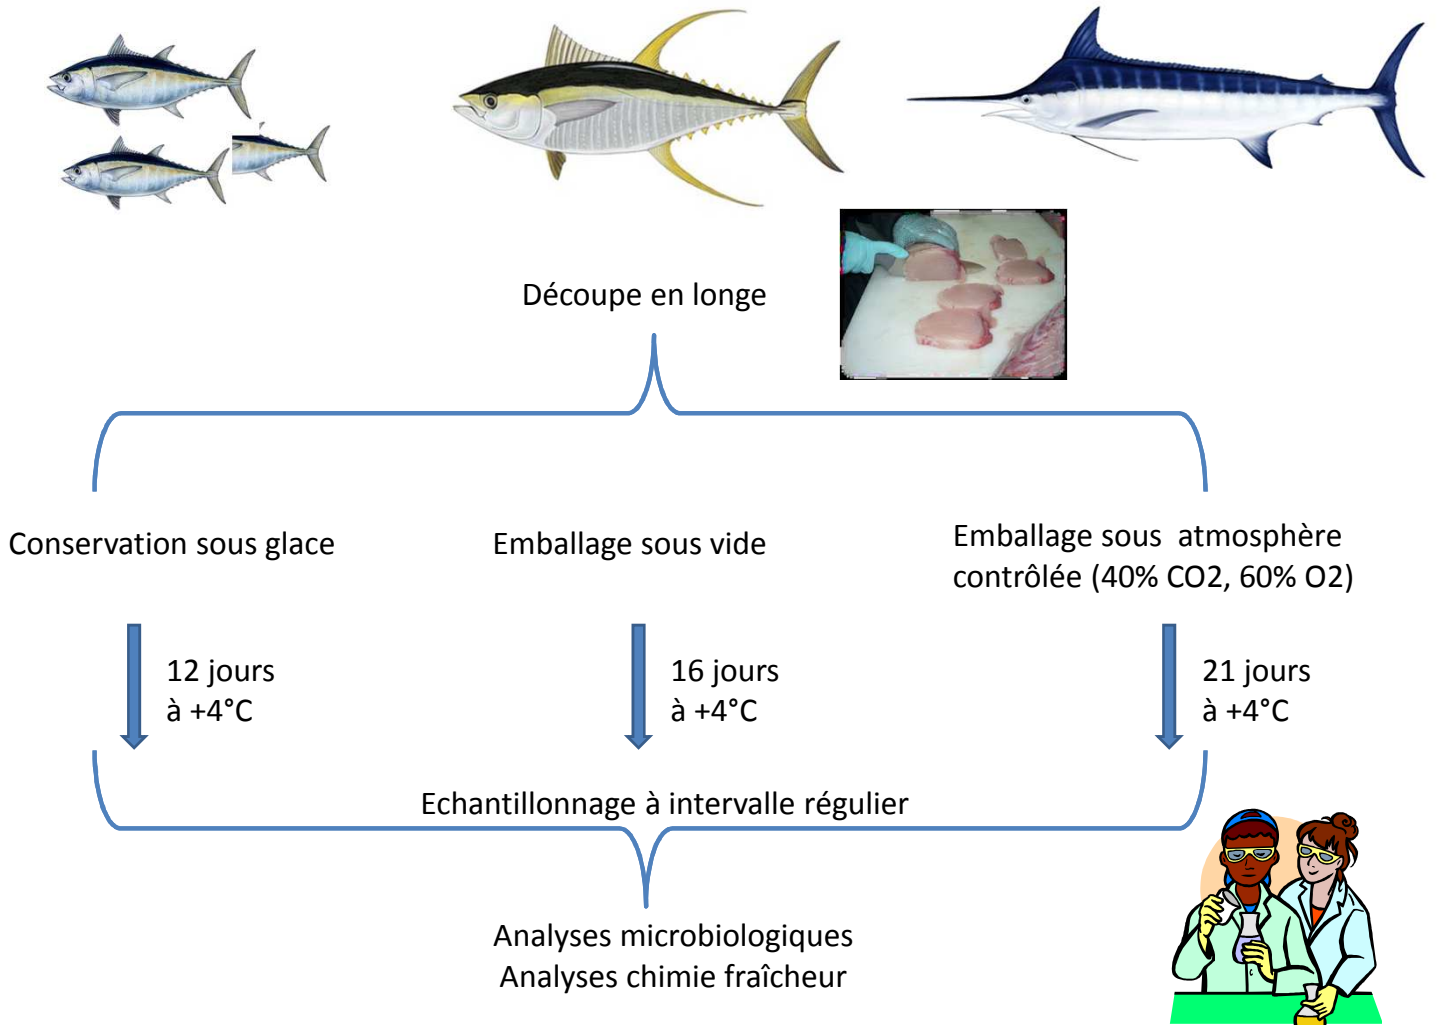 Découpe en longe
Conservation sous glace
Emballage sous vide
Emballage sous atmosphère
contrôlée (40% CO2, 60% O2)
12 jours
à +4°C
16 jours
à +4°C
21 jours
à +4°C
Echantillonnage à intervalle régulier
Analyses microbiologiques
Analyses chimie fraîcheur